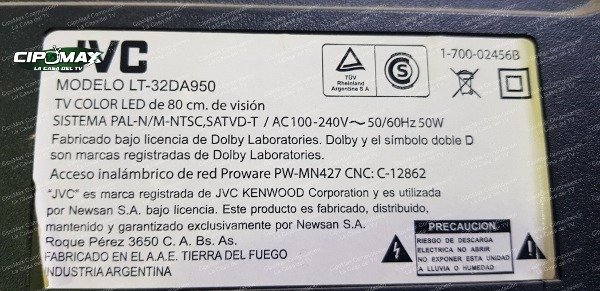 JVC
CIPOMAX
LA CASA DEL TV
MODELO LT-32DA950
TÜV
Rheinland
Argentina S A
S
1-700-02456B
TV COLOR LED de 80 cm. de visión
SISTEMA PAL-N/M-NTSC,SATVD-T / AC100-240V~50/60Hz 50W
Fabricado bajo licencia de Dolby Laboratories. Dolby y el símbolo doble D
son marcas registradas de Dolby Laboratories.
Acceso inalámbrico de red Proware PW-MN427 CNC: C-12862
“JVC” es marca registrada de JVC KENWOOD Corporation y es utilizada
por Newsan S.A. bajo licencia. Este producto es fabricado, distribuido,
mantenido y garantizado exclusivamente por Newsan S.A.
Roque Pérez 3650 C. A. Bs. As.
FABRICADO EN EL A.A.E. TIERRA DEL FUEGO
INDUSTRIA ARGENTINA
PRECAUCION
RIESGO DE DESCARGA
ELECTRICA NO ABRIR
NO EXPONER ESTA UNIDAD
A LLUVIA O HUMEDAD